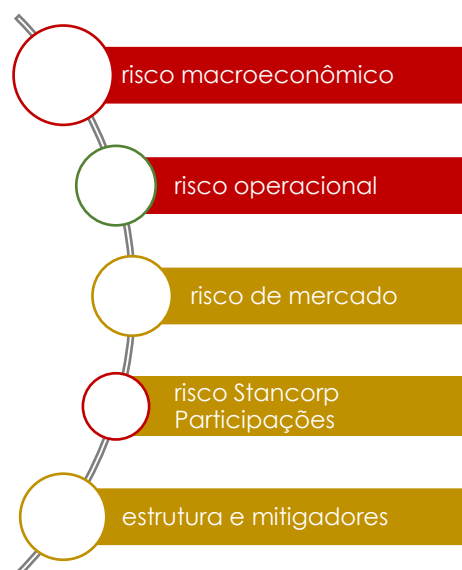 risco macroeconômico
risco operacional
risco de mercado
risco Stancorp
Participações
estrutura e mitigadores